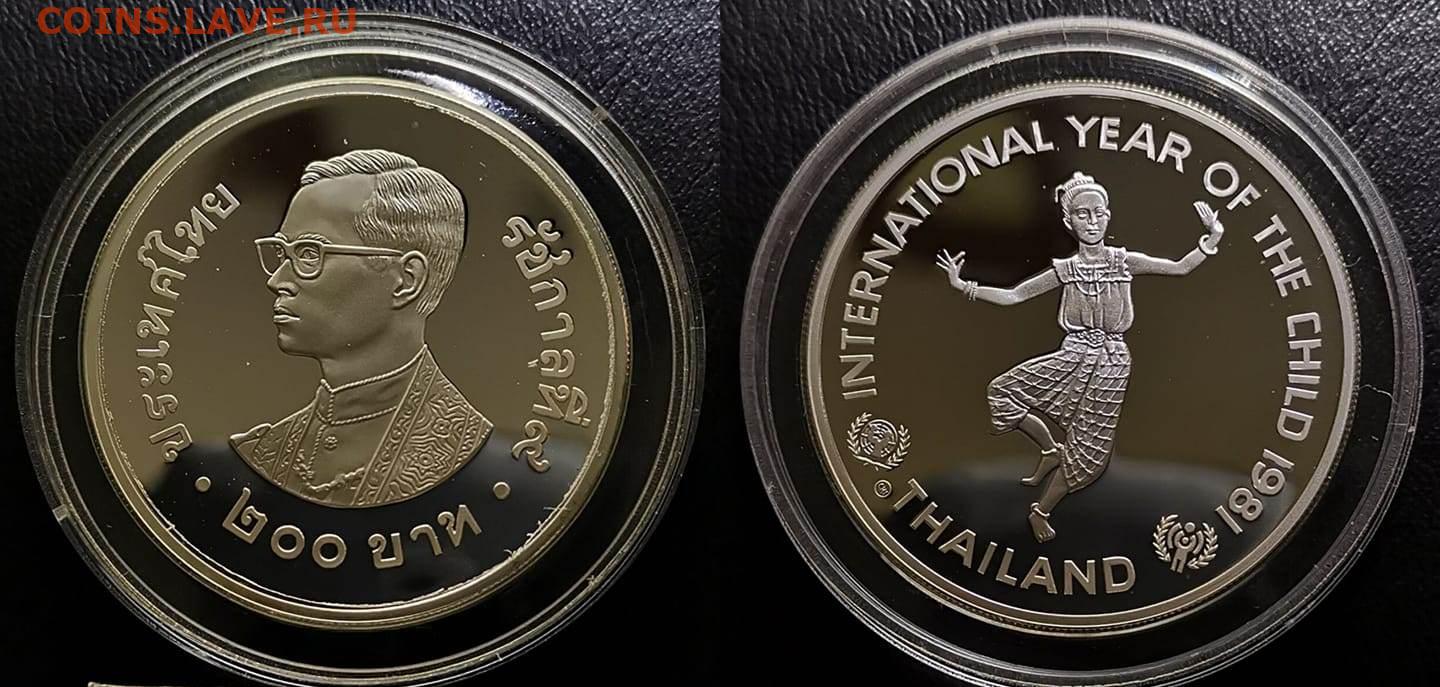 COINS.LAVE.RU
ประเทศไทย
รัชกาลที่๙
· ๒๐๐ บาท ·
INTERNATIONAL YEAR OF THE CHILD 1981
THAILAND